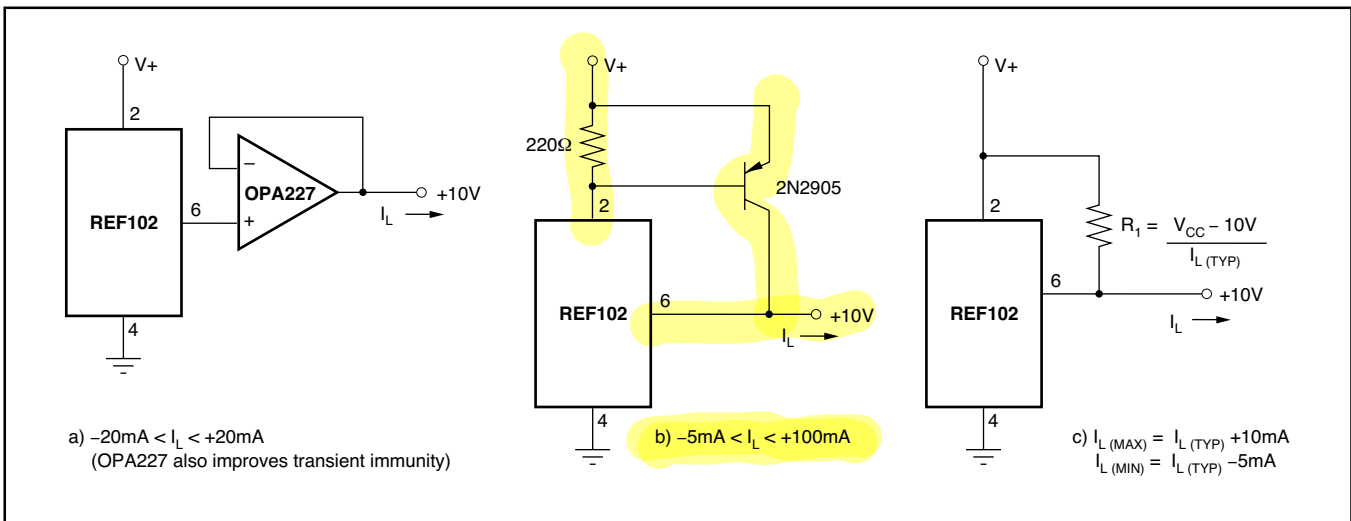 V+
2
REF102
6
4
−
+
OPA227
+10V
I_L
a) −20mA < I_L < +20mA
(OPA227 also improves transient immunity)
V+
220Ω
2N2905
2
REF102
6
+10V
I_L
4
b) −5mA < I_L < +100mA
V+
2
R_1 = V_CC − 10V
I_L (TYP)
REF102
6
+10V
I_L
4
c) I_L (MAX) = I_L (TYP) +10mA
I_L (MIN) = I_L (TYP) −5mA